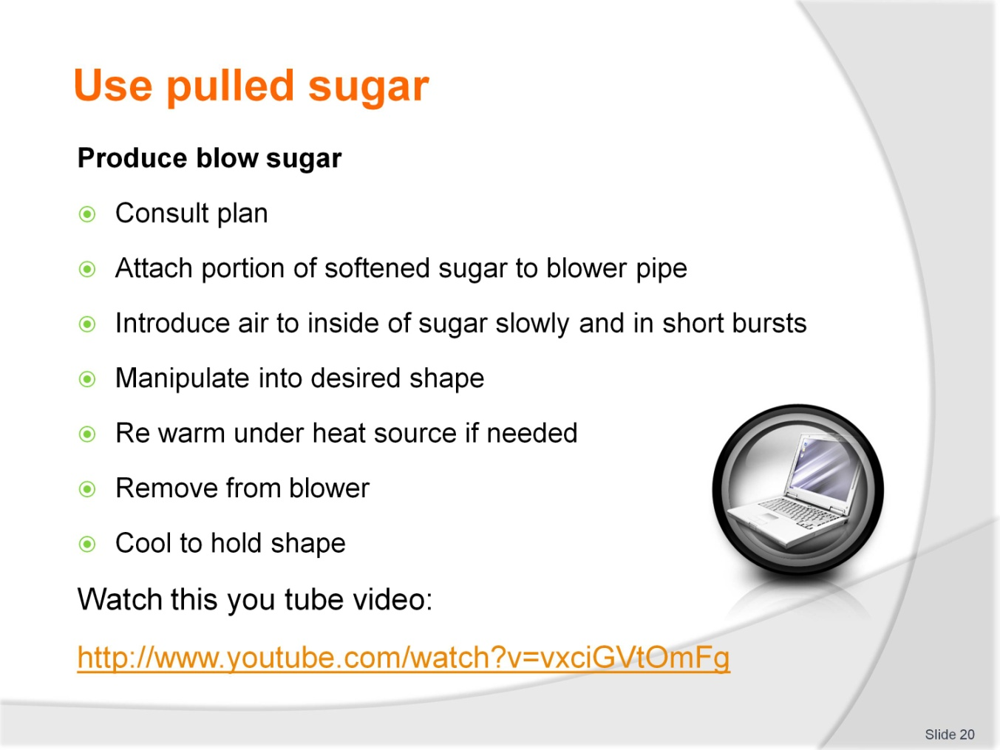 Use pulled sugar
Produce blow sugar
Consult plan
Attach portion of softened sugar to blower pipe
Introduce air to inside of sugar slowly and in short bursts
Manipulate into desired shape
Re warm under heat source if needed
Remove from blower
Cool to hold shape
Watch this you tube video:
http://www.youtube.com/watch?v=vxciGVtOmFg
Slide 20